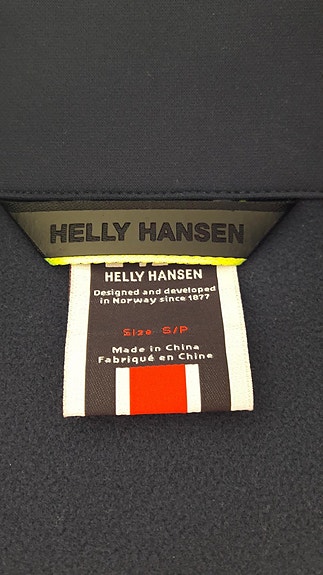 HELLY HANSEN
HELLY HANSEN
Designed and developed
in Norway since 1877
Size S/P
Made in China
Fabriqué en Chine